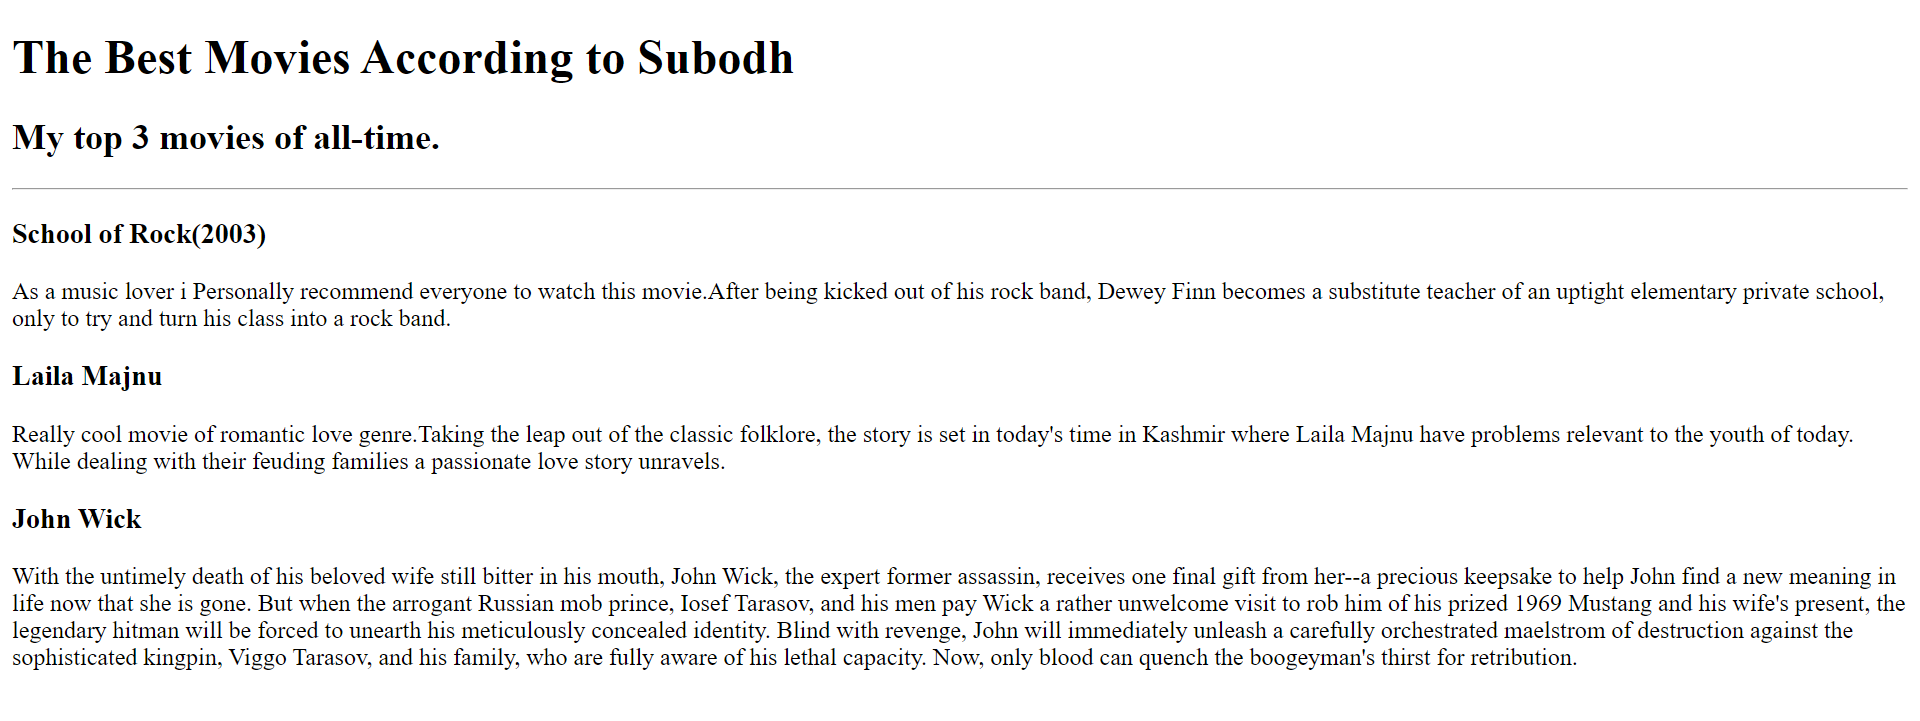 The Best Movies According to Subodh
My top 3 movies of all-time.
School of Rock(2003)
As a music lover i Personally recommend everyone to watch this movie.After being kicked out of his rock band, Dewey Finn becomes a substitute teacher of an uptight elementary private school,
only to try and turn his class into a rock band.
Laila Majnu
Really cool movie of romantic love genre.Taking the leap out of the classic folklore, the story is set in today's time in Kashmir where Laila Majnu have problems relevant to the youth of today.
While dealing with their feuding families a passionate love story unravels.
John Wick
With the untimely death of his beloved wife still bitter in his mouth, John Wick, the expert former assassin, receives one final gift from her--a precious keepsake to help John find a new meaning in
life now that she is gone. But when the arrogant Russian mob prince, Iosef Tarasov, and his men pay Wick a rather unwelcome visit to rob him of his prized 1969 Mustang and his wife's present, the
legendary hitman will be forced to unearth his meticulously concealed identity. Blind with revenge, John will immediately unleash a carefully orchestrated maelstrom of destruction against the
sophisticated kingpin, Viggo Tarasov, and his family, who are fully aware of his lethal capacity. Now, only blood can quench the boogeyman's thirst for retribution.